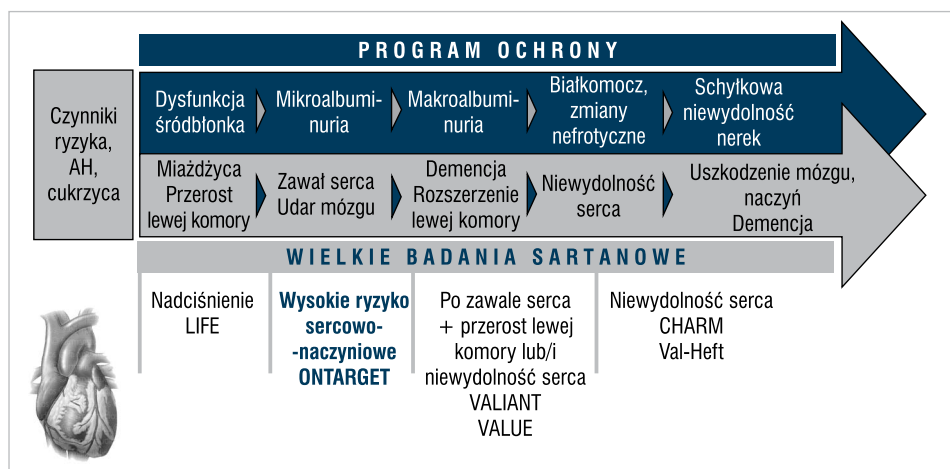 PROGRAM OCHRONY
Czynniki
ryzyka,
AH,
cukrzyca
Dysfunkcja
śródbłonka
Mikroalbumi-
nuria
Makroalbumi-
nuria
Białkomocz,
zmiany
nefrotyczne
Schyłkowa
niewydolność
nerek
Miażdżyca
Przerost
lewej komory
Zawał serca
Udar mózgu
Demencja
Rozszerzenie
lewej komory
Niewydolność
serca
Uszkodzenie mózgu,
naczyń
Demencja
WIELKIE BADANIA SARTANOWE
Nadciśnienie
LIFE
Wysokie ryzyko
sercowo-
-naczyniowe
ONTARGET
Po zawale serca
+ przerost lewej
komory lub/i
niewydolność serca
VALIANT
VALUE
Niewydolność serca
CHARM
Val-Heft